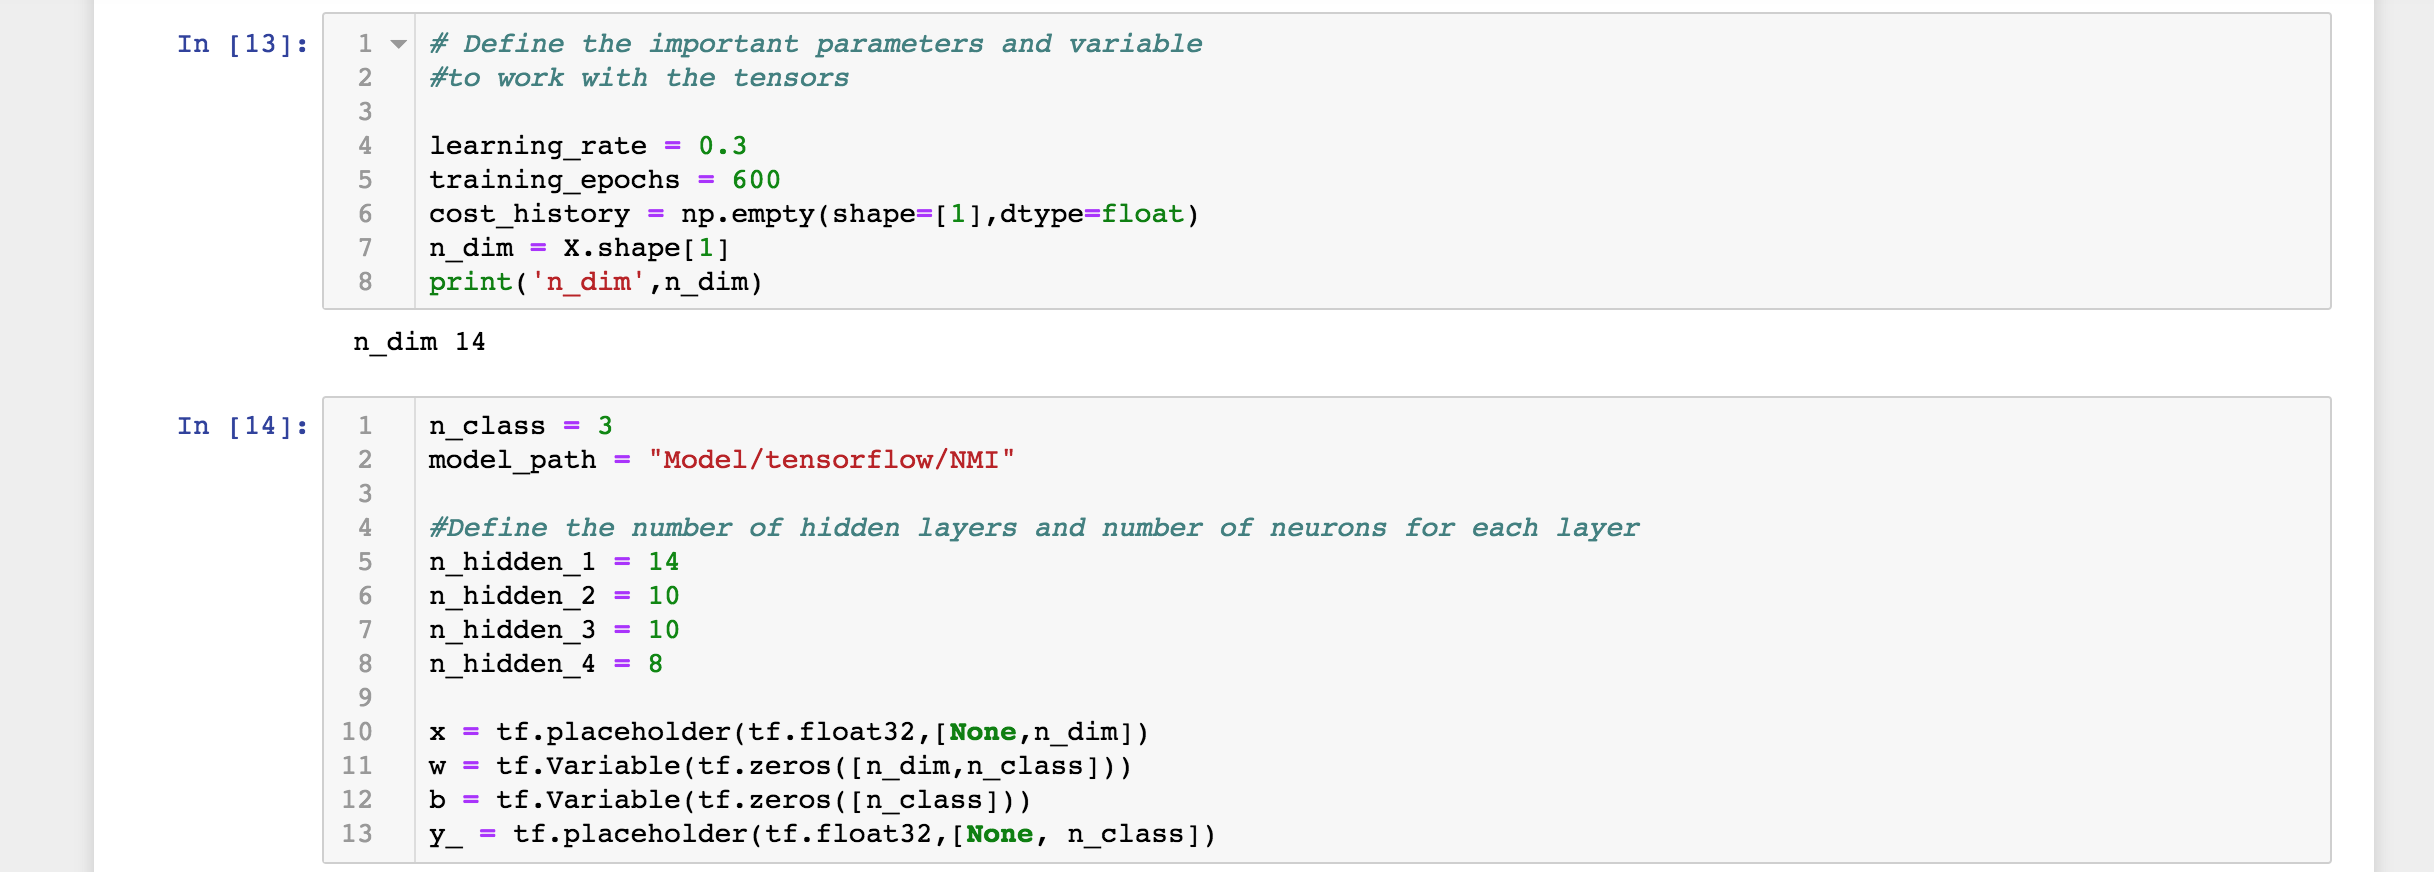 In [13]:
1 # Define the important parameters and variable
2 #to work with the tensors
3
4 learning_rate = 0.3
5 training_epochs = 600
6 cost_history = np.empty(shape=[1],dtype=float)
7 n_dim = X.shape[1]
8 print('n_dim',n_dim)
n_dim 14
In [14]:
1 n_class = 3
2 model_path = "Model/tensorflow/NMI"
3
4 #Define the number of hidden layers and number of neurons for each layer
5 n_hidden_1 = 14
6 n_hidden_2 = 10
7 n_hidden_3 = 10
8 n_hidden_4 = 8
9
10 x = tf.placeholder(tf.float32,[None,n_dim])
11 w = tf.Variable(tf.zeros([n_dim,n_class]))
12 b = tf.Variable(tf.zeros([n_class]))
13 y_ = tf.placeholder(tf.float32,[None, n_class])